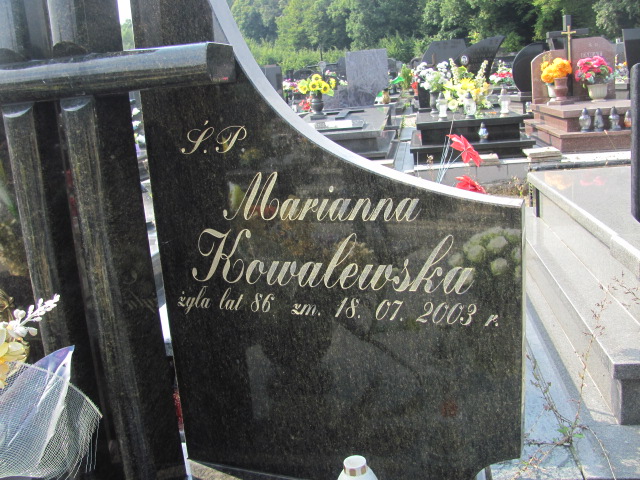 Ś.P.
Marianna
Kowalewska
żyła lat 86 zm. 18. 07. 2003 r.